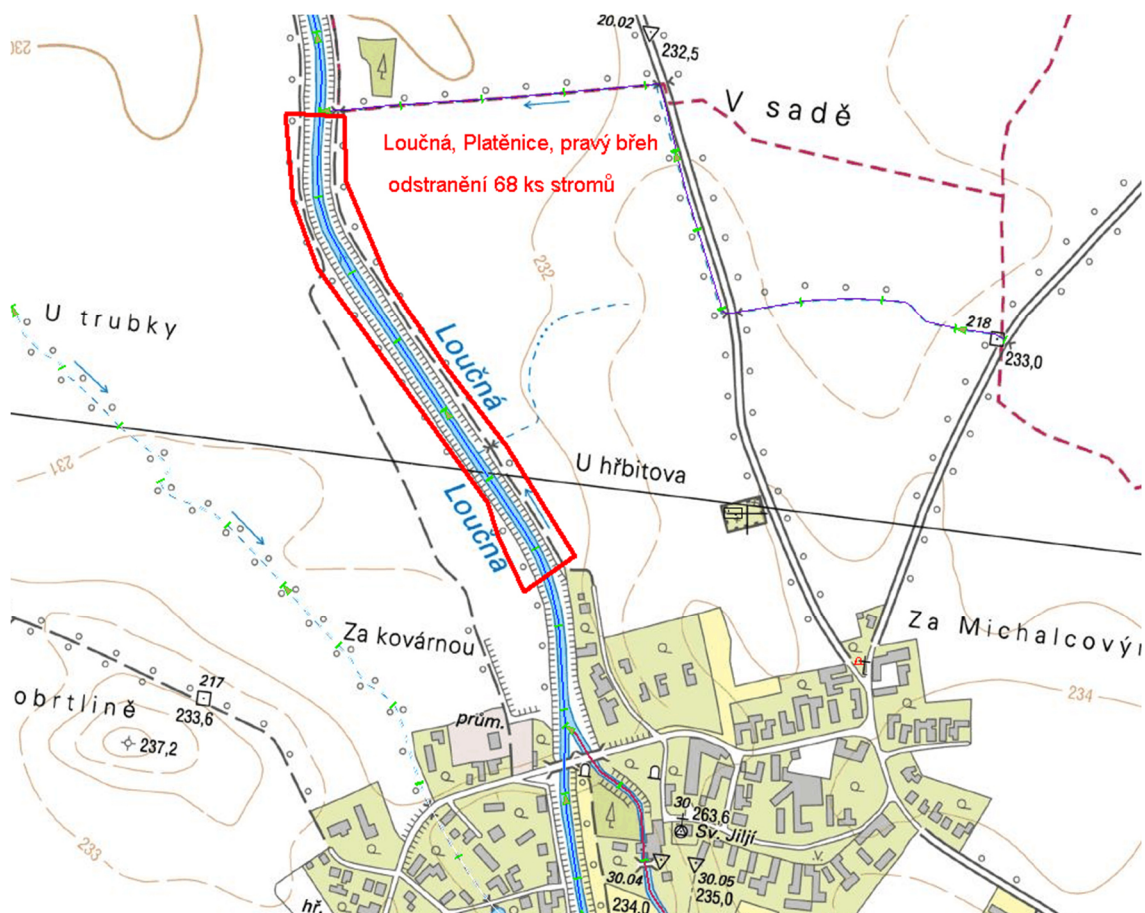 230
20.02
232,5
V sadě
Loučná, Platěnice, pravý břeh
odstranění 68 ks stromů
232
U trubky
218
233,0
Loučná
231
U hřbitova
Loučná
Za kovárnou
Za Michalcový
217
233,6
obrtlině
237,2
prům.
234
30
263,6
Sv. Jiljí
233
30.04
30.05
235,0
234,0
hř.